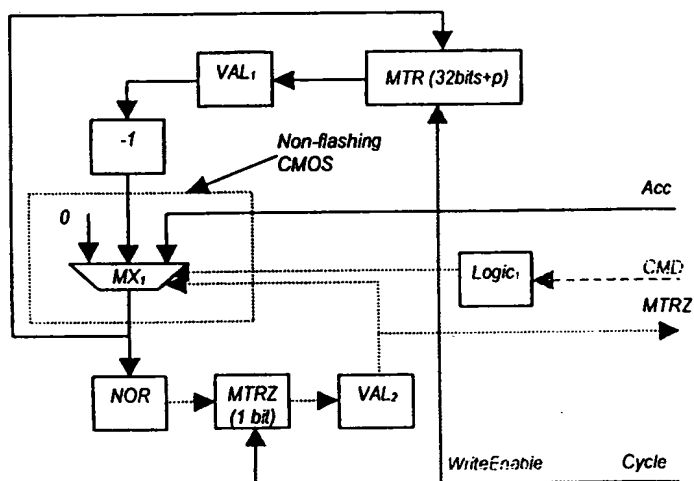 VAL₁
MTR (32bits+p)
-1
Non-flashing
CMOS
Acc
0
MX₁
Logic₁
CMD
MTRZ
NOR
MTRZ
(1 bit)
VAL₂
WriteEnable
Cycle